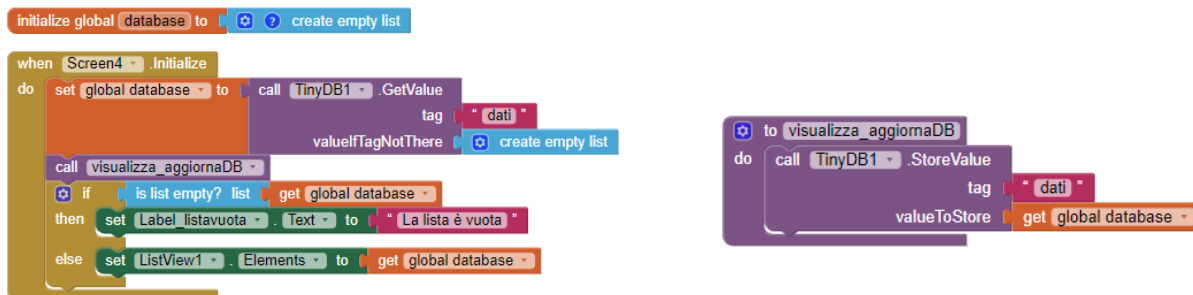 initialize global database to ? create empty list
when Screen4 .Initialize
do set global database to call TinyDB1 .GetValue
tag " dati "
valueIfTagNotThere create empty list
call visualizza_aggiornaDB
if is list empty? list get global database
then set Label_listavuota . Text to " La lista è vuota "
else set ListView1 . Elements to get global database
to visualizza_aggiornaDB
do call TinyDB1 .StoreValue
tag " dati "
valueToStore get global database